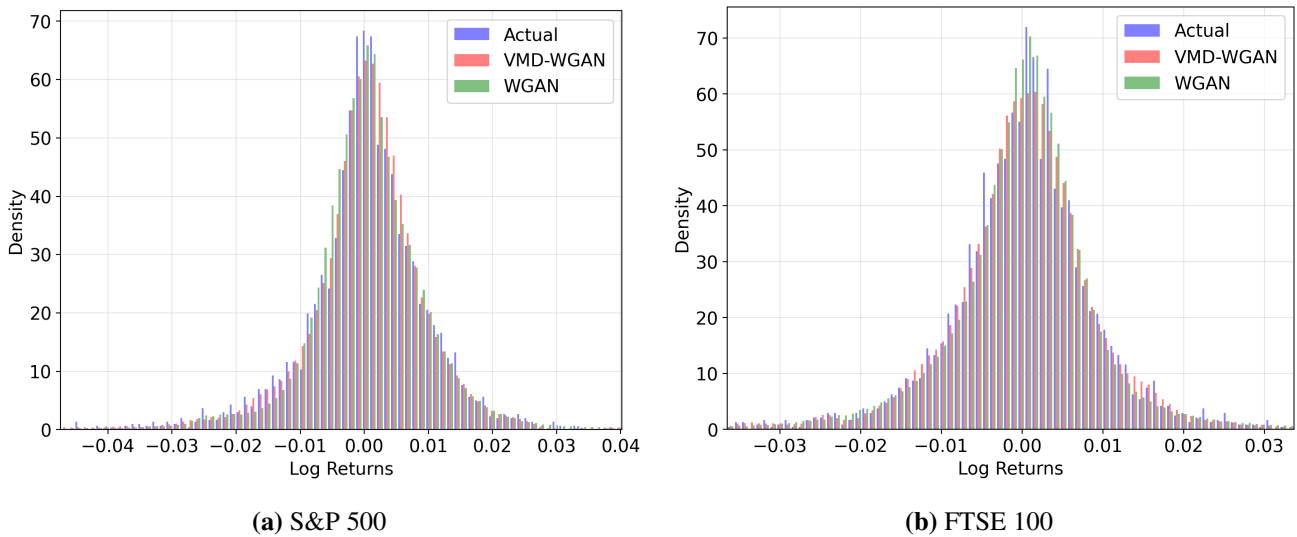 Actual
VMD-WGAN
WGAN
70
60
50
40
30
20
10
0
Density
−0.04 −0.03 −0.02 −0.01 0.00 0.01 0.02 0.03 0.04
Log Returns
(a) S&P 500
Actual
VMD-WGAN
WGAN
70
60
50
40
30
20
10
0
Density
−0.03 −0.02 −0.01 0.00 0.01 0.02 0.03
Log Returns
(b) FTSE 100